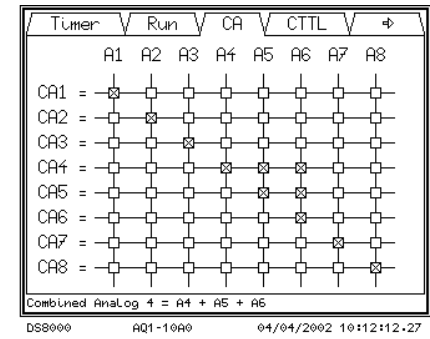 Timer Run CA CTTL
A1 A2 A3 A4 A5 A6 A7 A8
CA1 =
CA2 =
CA3 =
CA4 =
CA5 =
CA6 =
CA7 =
CA8 =
Combined Analog 4 = A4 + A5 + A6
DS8000 AQ1-10A0 04/04/2002 10:12:12.27